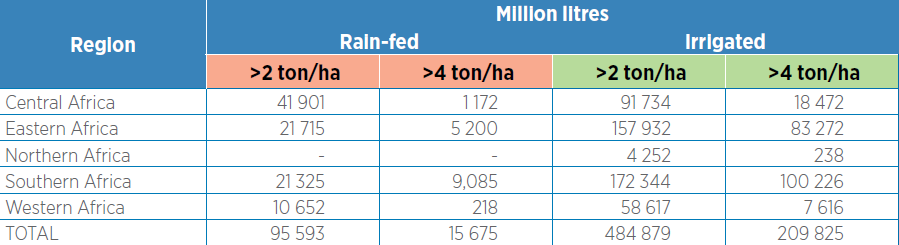 Million litres
Region Rain-fed Irrigated
>2 ton/ha >4 ton/ha >2 ton/ha >4 ton/ha
Central Africa 41 901 1 172 91 734 18 472
Eastern Africa 21 715 5 200 157 932 83 272
Northern Africa - - 4 252 238
Southern Africa 21 325 9,085 172 344 100 226
Western Africa 10 652 218 58 617 7 616
TOTAL 95 593 15 675 484 879 209 825